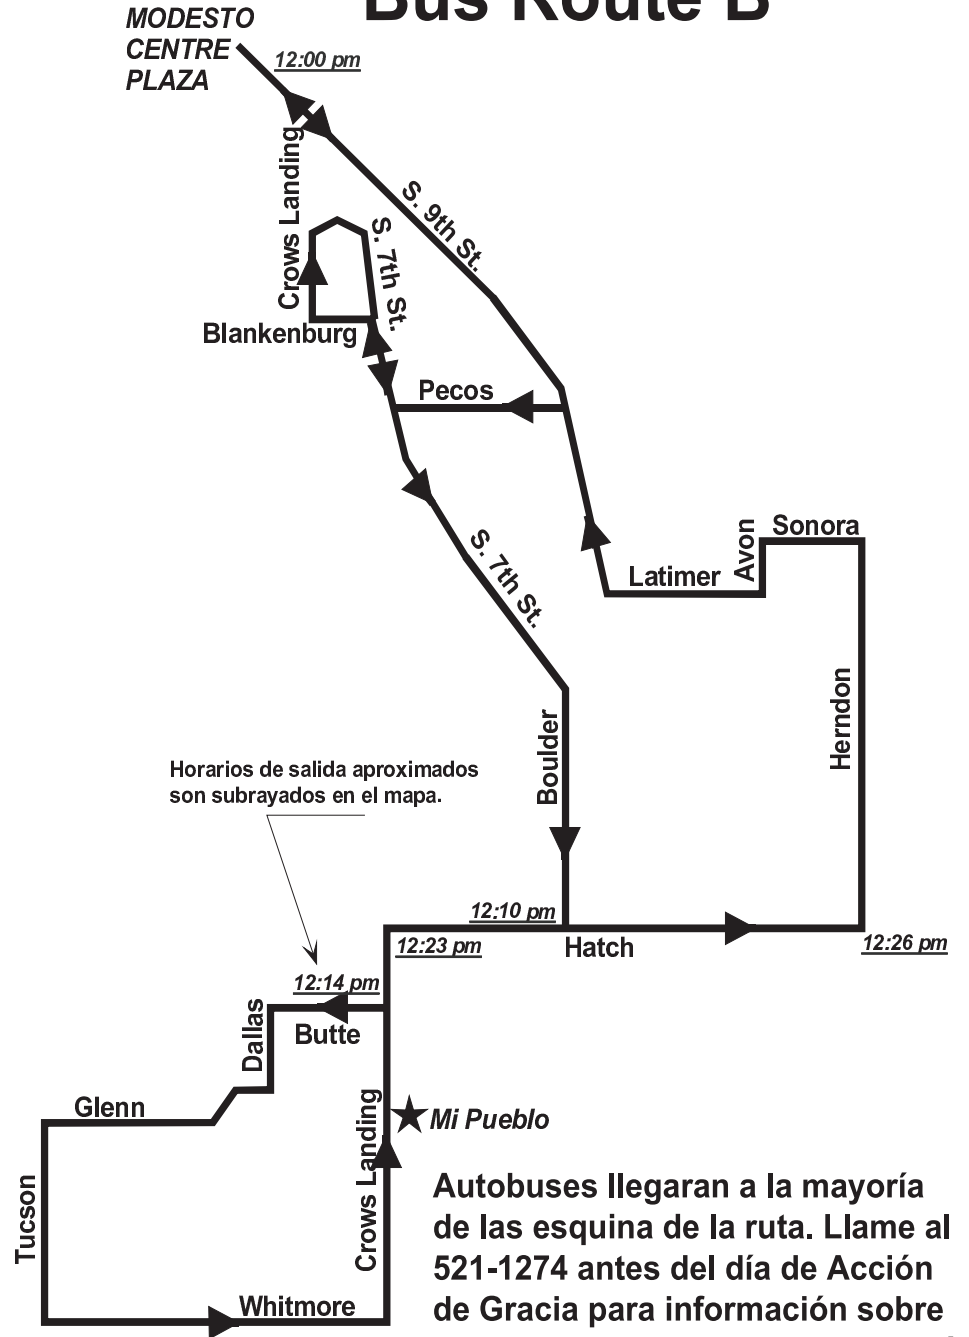 Bus Route B
MODESTO
CENTRE
PLAZA
12:00 pm
Crows Landing
S. 9th St.
S. 7th St.
Blankenburg
Pecos
S. 7th St.
Sonora
Avon
Latimer
Herndon
Boulder
Horarios de salida aproximados
son subrayados en el mapa.
12:10 pm
12:23 pm
Hatch
12:26 pm
12:14 pm
Butte
Dallas
Glenn
Crows Landing
Mi Pueblo
Tucson
Whitmore
Autobuses llegaran a la mayoría
de las esquina de la ruta. Llame al
521-1274 antes del día de Acción
de Gracia para información sobre